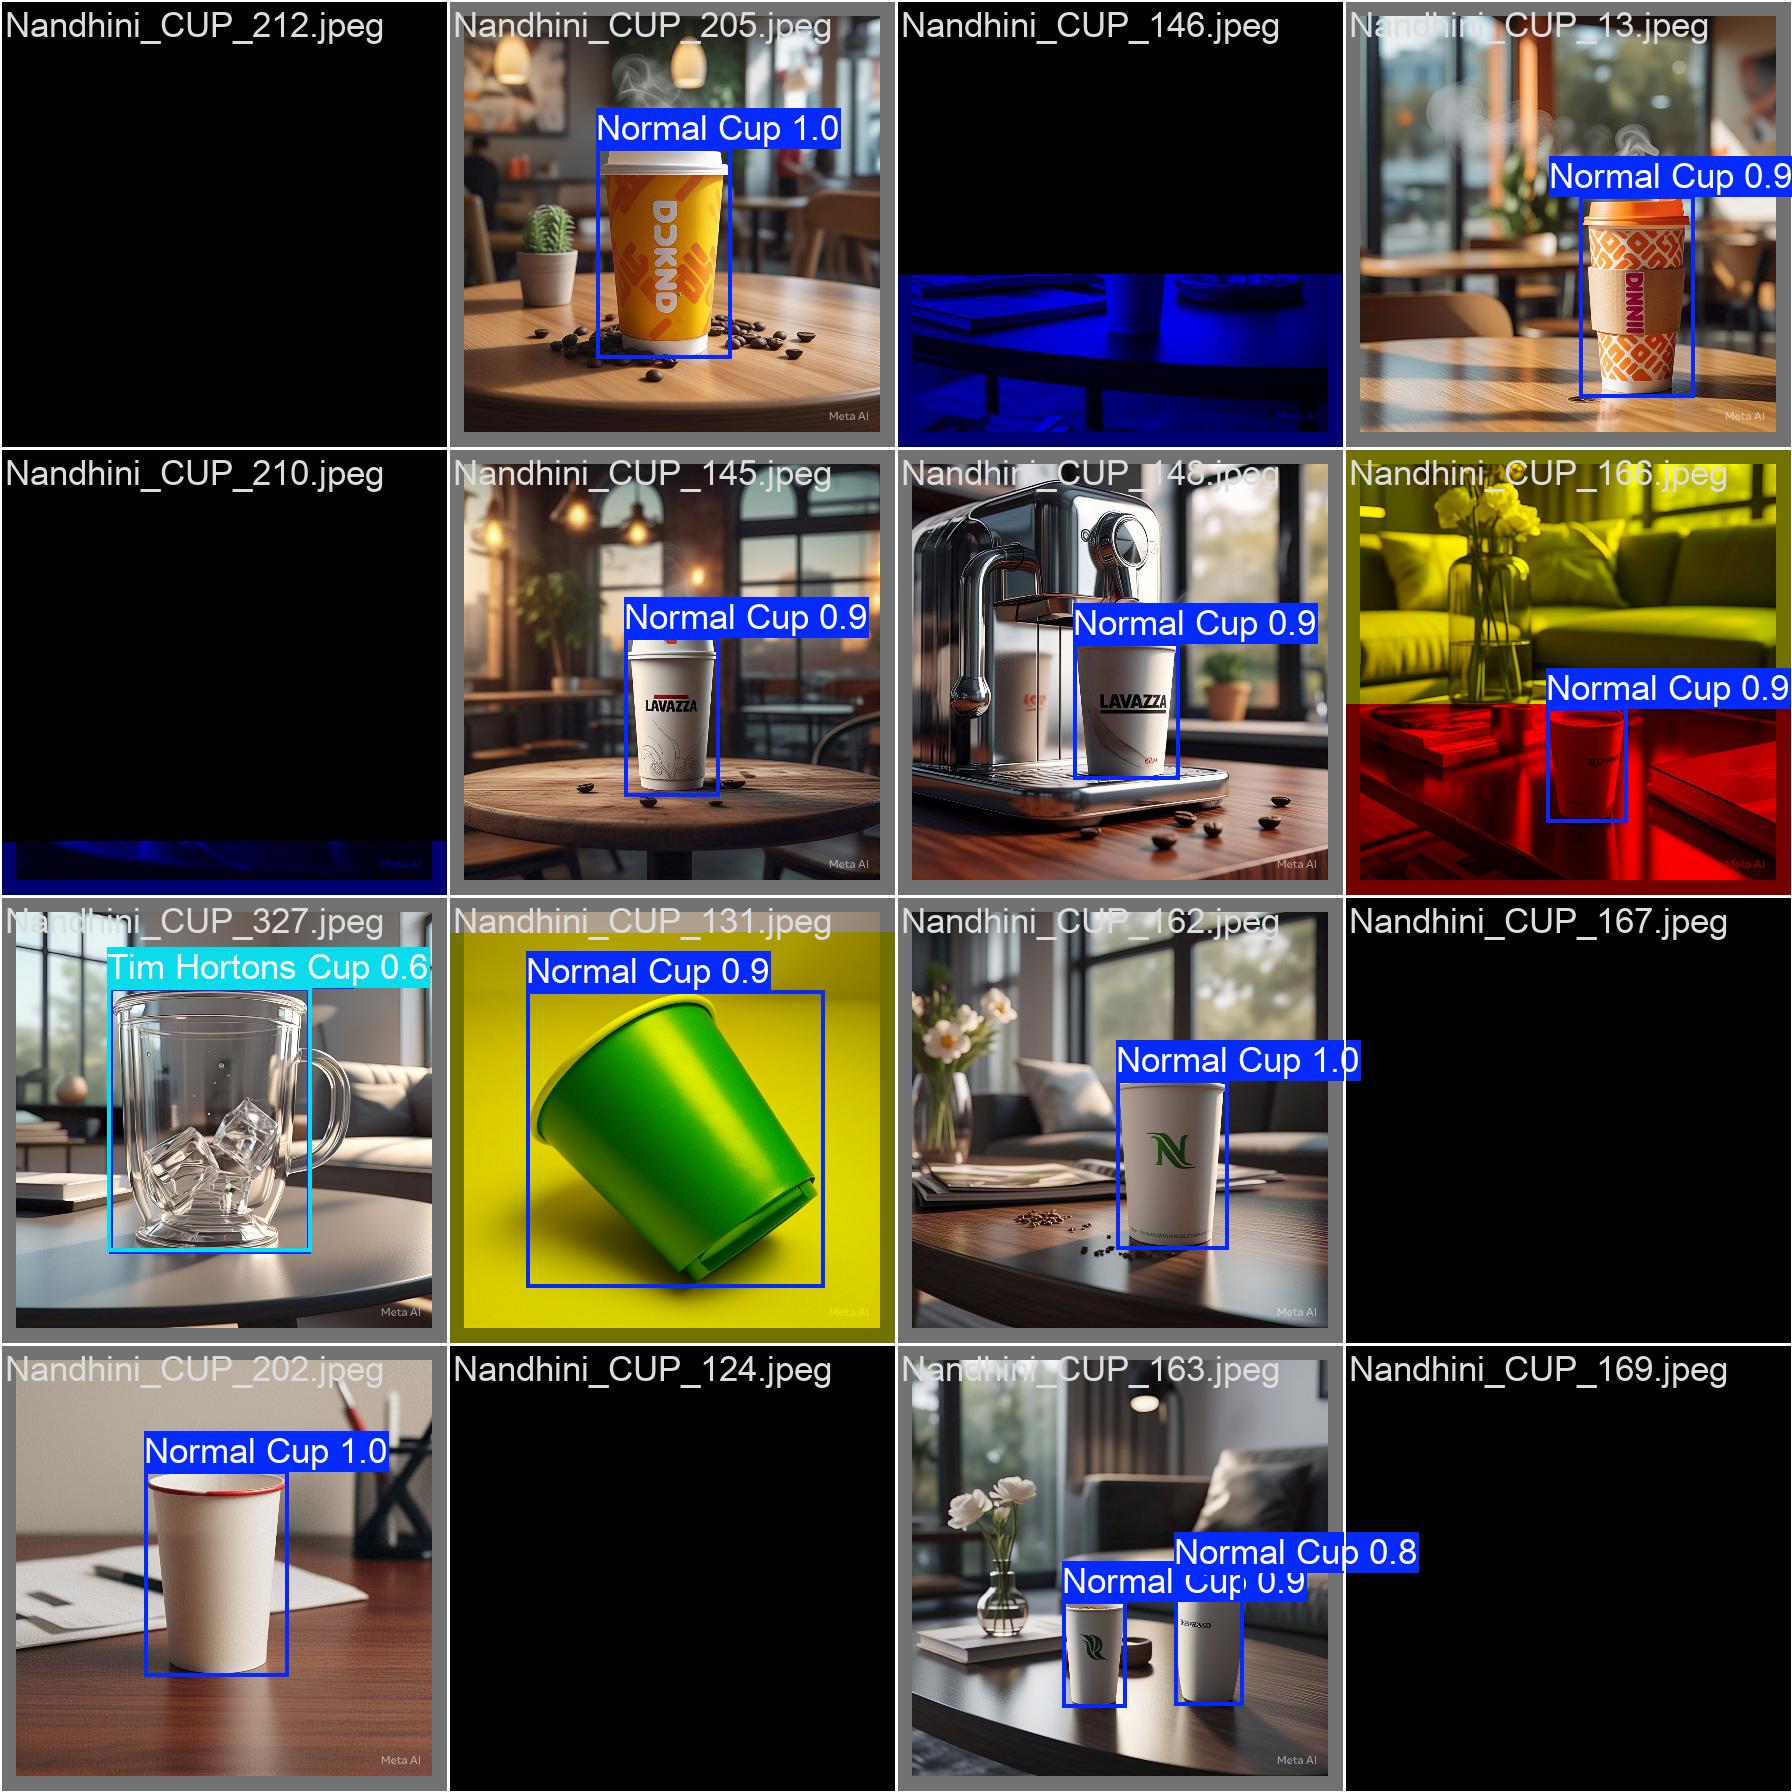 Nandhini_CUP_212.jpeg
Nandhini_CUP_205.jpeg
Nandhini_CUP_146.jpeg
Nandhini_CUP_13.jpeg
Normal Cup 1.0
DDKND
Meta AI
Meta AI
Normal Cup 0.9
DINNII
Meta AI
Nandhini_CUP_210.jpeg
Nandhini_CUP_145.jpeg
Nandhini_CUP_148.jpeg
Nandhini_CUP_166.jpeg
Meta AI
Normal Cup 0.9
LAVAZZA
Meta AI
Normal Cup 0.9
LAVAZZA
Meta AI
Normal Cup 0.9
Meta AI
Nandhini_CUP_327.jpeg
Nandhini_CUP_131.jpeg
Nandhini_CUP_162.jpeg
Nandhini_CUP_167.jpeg
Tim Hortons Cup 0.6
Meta AI
Normal Cup 0.9
Meta AI
Normal Cup 1.0
N
Meta AI
Nandhini_CUP_202.jpeg
Nandhini_CUP_124.jpeg
Nandhini_CUP_163.jpeg
Nandhini_CUP_169.jpeg
Normal Cup 1.0
Meta AI
Normal Cup 0.8
Normal Cup 0.9
Meta AI